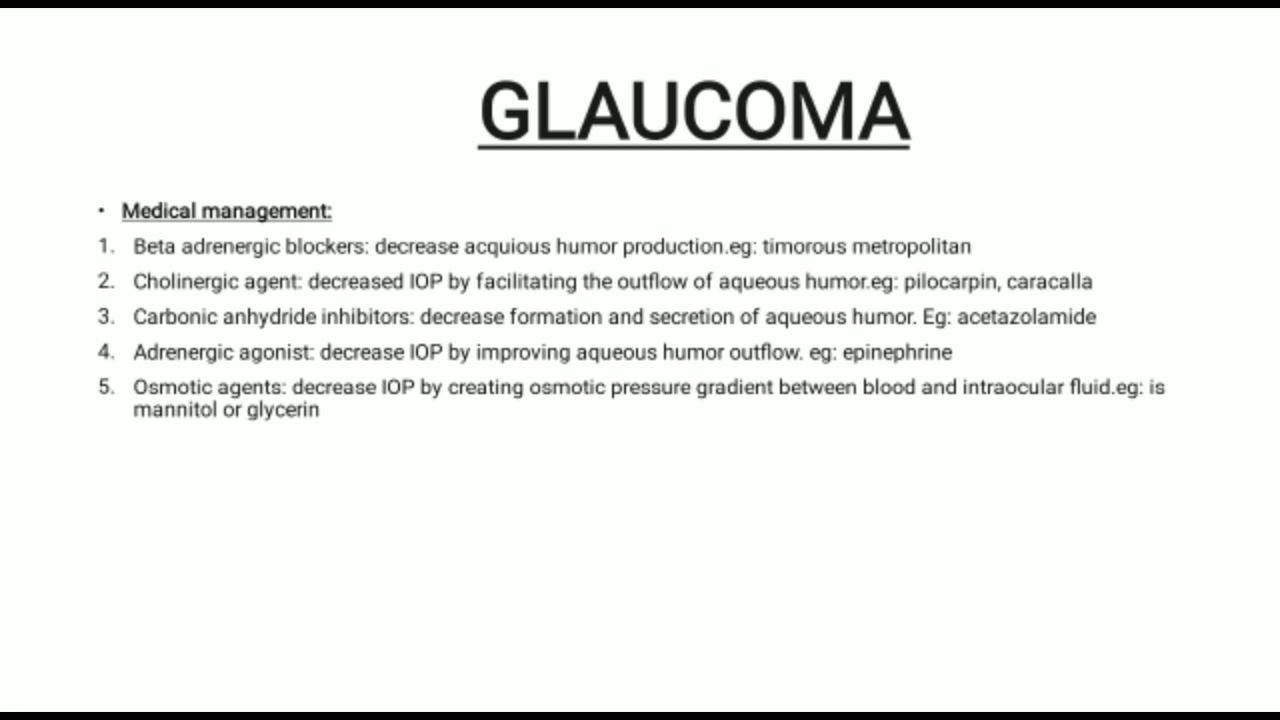 GLAUCOMA
• Medical management:
1. Beta adrenergic blockers: decrease acquious humor production.eg: timorous metropolitan
2. Cholinergic agent: decreased IOP by facilitating the outflow of aqueous humor.eg: pilocarpin, caracalla
3. Carbonic anhydride inhibitors: decrease formation and secretion of aqueous humor. Eg: acetazolamide
4. Adrenergic agonist: decrease IOP by improving aqueous humor outflow. eg: epinephrine
5. Osmotic agents: decrease IOP by creating osmotic pressure gradient between blood and intraocular fluid.eg: is
mannitol or glycerin